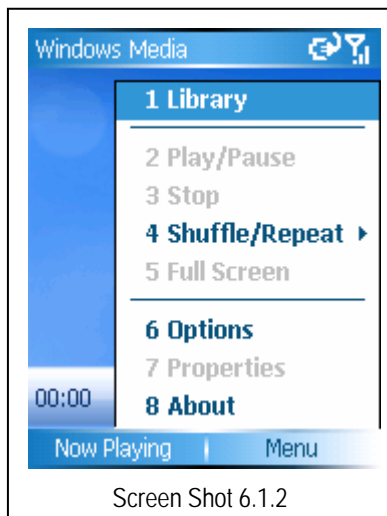 Windows Media
1 Library
2 Play/Pause
3 Stop
4 Shuffle/Repeat
5 Full Screen
6 Options
7 Properties
00:00
8 About
Now Playing Menu
Screen Shot 6.1.2